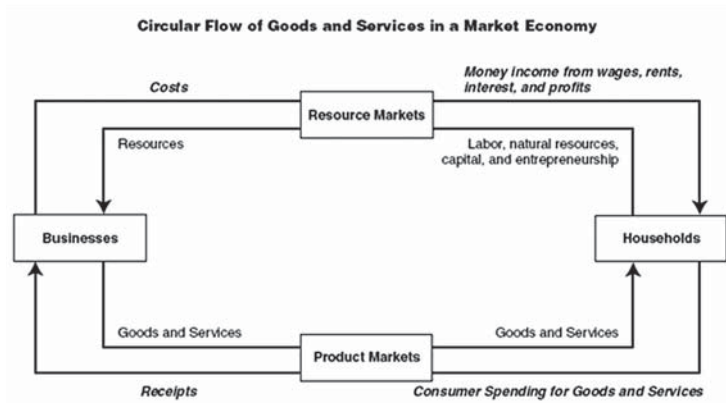 Circular Flow of Goods and Services in a Market Economy
Costs
Money income from wages, rents,
interest, and profits
Resource Markets
Resources
Labor, natural resources,
capital, and entrepreneurship
Businesses
Households
Goods and Services
Goods and Services
Product Markets
Receipts
Consumer Spending for Goods and Services